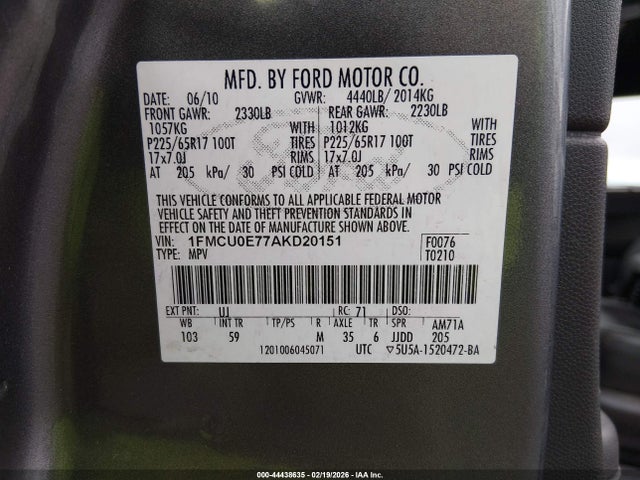 MFD. BY FORD MOTOR CO.
DATE: 06/10 GVWR: 4440LB/ 2014KG
FRONT GAWR: 2330LB REAR GAWR: 2230LB
1057KG WITH 1012KG WITH
P225/65R17 100T TIRES P225/65R17 100T TIRES
17x7.0J RIMS 17x7.0J RIMS
AT 205 kPa/ 30 PSI COLD AT 205 kPa/ 30 PSI COLD
THIS VEHICLE CONFORMS TO ALL APPLICABLE FEDERAL MOTOR
VEHICLE SAFETY AND THEFT PREVENTION STANDARDS IN
EFFECT ON THE DATE OF MANUFACTURE SHOWN ABOVE.
VIN: 1FMCU0E77AKD20151 F0076
TYPE: MPV T0210
EXT PNT: UJ RC: 71 DSO:
WB INT TR TP/PS R AXLE TR SPR AM71A
103 59 M 35 6 JJDD 205
1201006045071 UTC ▽5U5A-1520472-BA
000-44438635 - 02/19/2026 - IAA Inc.